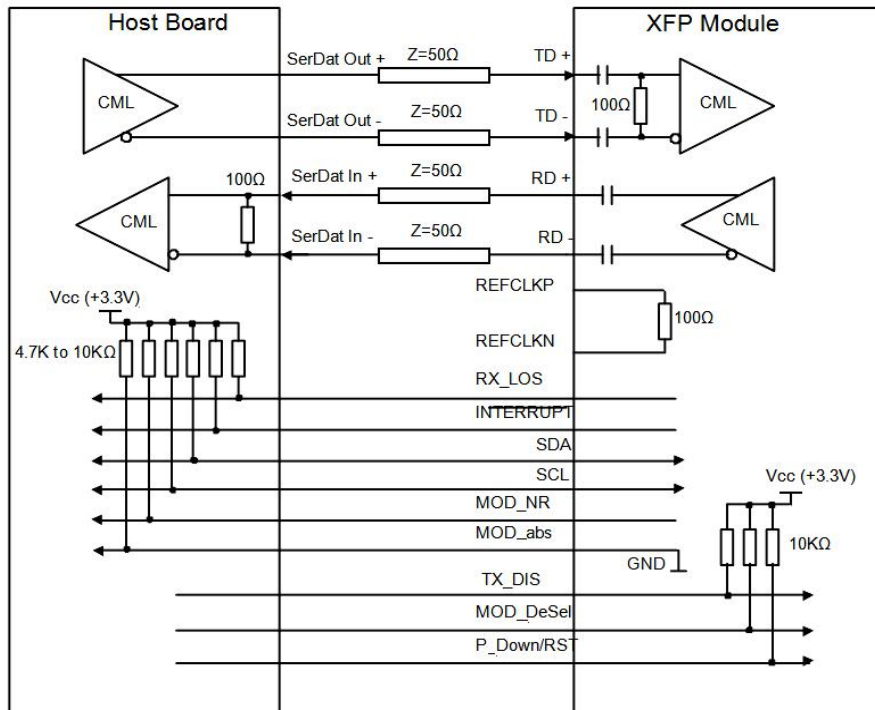 Host Board
XFP Module
SerDat Out +
Z=50Ω
TD +
CML
100Ω
CML
SerDat Out -
Z=50Ω
TD -
100Ω
SerDat In +
Z=50Ω
RD +
CML
CML
SerDat In -
Z=50Ω
RD -
REFCLKP
Vcc (+3.3V)
100Ω
REFCLKN
4.7K to 10KΩ
RX_LOS
INTERRUPT
SDA
SCL
Vcc (+3.3V)
MOD_NR
MOD_abs
10KΩ
GND
TX_DIS
MOD_DeSel
P_Down/RST